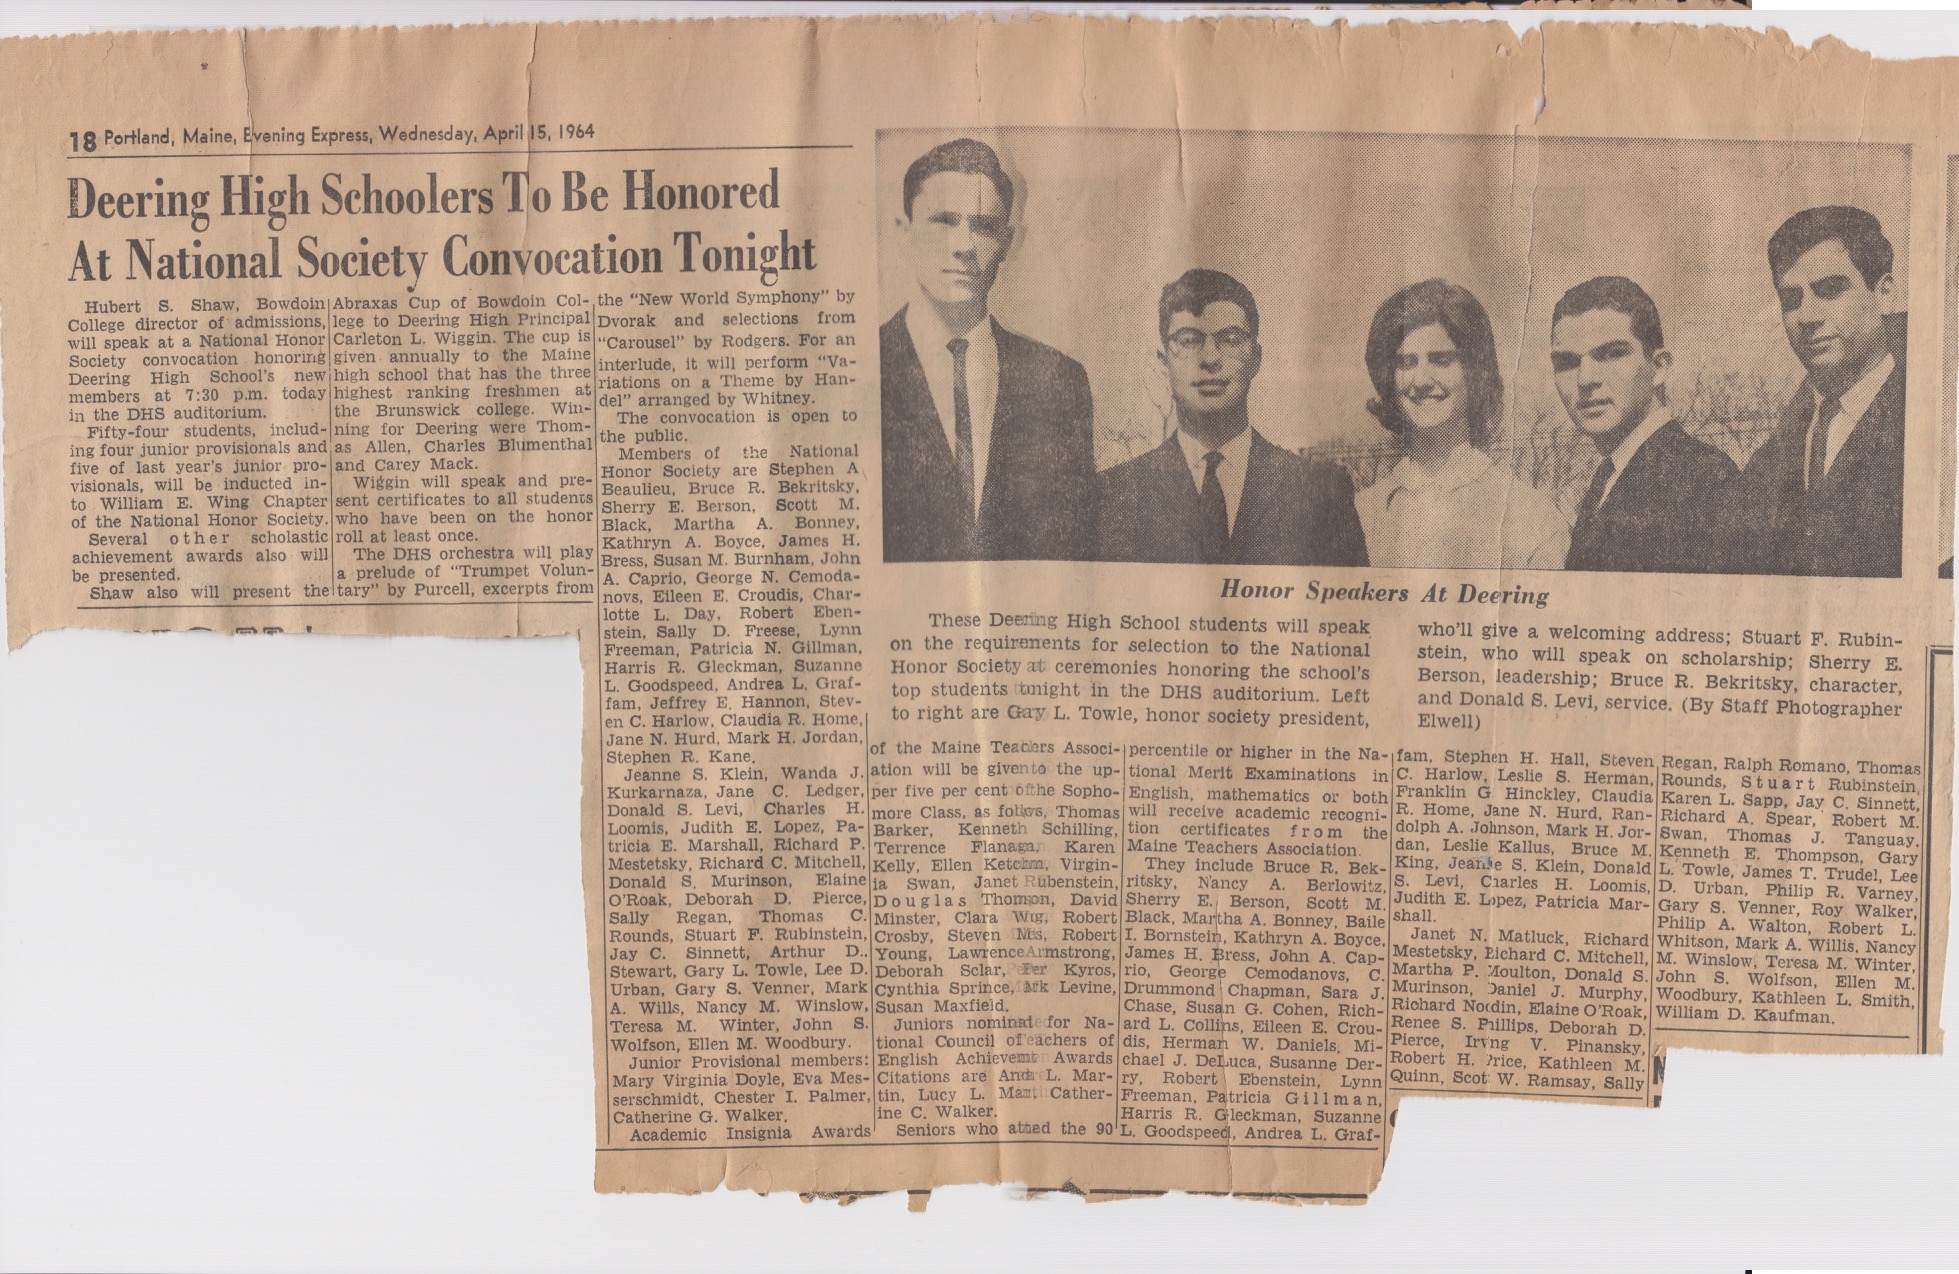 18 Portland, Maine, Evening Express, Wednesday, April 15, 1964
Deering High Schoolers To Be Honored
At National Society Convocation Tonight
Hubert S. Shaw, Bowdoin
College director of admissions,
will speak at a National Honor
Society convocation honoring
Deering High School's new
members at 7:30 p.m. today
in the DHS auditorium.
Fifty-four students, includ-
ing four junior provisionals and
five of last year's junior pro-
visionals, will be inducted in-
to William E. Wing Chapter
of the National Honor Society.
Several other scholastic
achievement awards also will
be presented.
Shaw also will present the
Abraxas Cup of Bowdoin Col-
lege to Deering High Principal
Carleton L. Wiggin. The cup is
given annually to the Maine
high school that has the three
highest ranking freshmen at
the Brunswick college. Win-
ning for Deering were Thom-
as Allen, Charles Blumenthal
and Carey Mack.
Wiggin will speak and pre-
sent certificates to all students
who have been on the honor
roll at least once.
The DHS orchestra will play
a prelude of "Trumpet Volun-
tary" by Purcell, excerpts from
the "New World Symphony" by
Dvorak and selections from
"Carousel" by Rodgers. For an
interlude, it will perform "Va-
riations on a Theme by Han-
del" arranged by Whitney.
The convocation is open to
the public.
Members of the National
Honor Society are Stephen A
Beaulieu, Bruce R. Bekritsky,
Sherry E. Berson, Scott M.
Black, Martha A. Bonney,
Kathryn A. Boyce, James H.
Bress, Susan M. Burnham, John
A. Caprio, George N. Cemoda-
novs, Eileen E. Croudis, Char-
lotte L. Day, Robert Eben-
stein, Sally D. Freese, Lynn
Freeman, Patricia N. Gillman,
Harris R. Gleckman, Suzanne
L. Goodspeed, Andrea L. Graf-
fam, Jeffrey E. Hannon, Stev-
en C. Harlow, Claudia R. Home,
Jane N. Hurd, Mark H. Jordan,
Stephen R. Kane.
Jeanne S. Klein, Wanda J.
Kurkarnaza, Jane C. Ledger,
Donald S. Levi, Charles H.
Loomis, Judith E. Lopez, Pa-
tricia E. Marshall, Richard P.
Mestetsky, Richard C. Mitchell,
Donald S. Murinson, Elaine
O'Roak, Deborah D. Pierce,
Sally Regan, Thomas C.
Rounds, Stuart F. Rubinstein,
Jay C. Sinnett, Arthur D..
Stewart, Gary L. Towle, Lee D.
Urban, Gary S. Venner, Mark
A. Wills, Nancy M. Winslow,
Teresa M. Winter, John S.
Wolfson, Ellen M. Woodbury.
Junior Provisional members:
Mary Virginia Doyle, Eva Mes-
serschmidt, Chester I. Palmer,
Catherine G. Walker.
Academic Insignia Awards
Honor Speakers At Deering
These Deering High School students will speak
on the requirements for selection to the National
Honor Society at ceremonies honoring the school's
top students tonight in the DHS auditorium. Left
to right are Gary L. Towle, honor society president,
who'll give a welcoming address; Stuart F. Rubin-
stein, who will speak on scholarship; Sherry E.
Berson, leadership; Bruce R. Bekritsky, character,
and Donald S. Levi, service. (By Staff Photographer
Elwell)
of the Maine Teachers Associ-
ation will be given to the up-
per five per cent of the Sopho-
more Class, as Thomas
Barker, Kenneth Schilling,
Terrence Karen
Kelly, Ellen Virgin-
ia Swan, Janet Rubenstein,
Douglas David
Minster, Clara Robert
Crosby, Steven Robert
Young, Lawrence Armstrong,
Deborah Sclar, Kyros,
Cynthia Sprince, Levine,
Susan Maxfield.
Juniors for Na-
tional Council of
English Awards
Citations are L. Mar-
tin, Lucy L. Cather-
ine C. Walker.
Seniors who the 90
percentile or higher in the Na-
tional Merit Examinations in
English, mathematics or both
will receive academic recogni-
tion certificates from the
Maine Teachers Association.
They include Bruce R. Bek-
ritsky, Nancy A. Berlowitz,
Sherry E. Berson, Scott M.
Black, Martha A. Bonney, Baile
I. Bornstein, Kathryn A. Boyce,
James H. Bress, John A. Cap-
rio, George Cemodanovs, C.
Drummond Chapman, Sara J.
Chase, Susan G. Cohen, Rich-
ard L. Collins, Eileen E. Crou-
dis, Herman W. Daniels, Mi-
chael J. DeLuca, Susanne Der-
ry, Robert Ebenstein, Lynn
Freeman, Patricia Gillman,
Harris R. Gleckman, Suzanne
L. Goodspeed, Andrea L. Graf-
fam, Stephen H. Hall, Steven
C. Harlow, Leslie S. Herman,
Franklin G. Hinckley, Claudia
R. Home, Jane N. Hurd, Ran-
dolph A. Johnson, Mark H. Jor-
dan, Leslie Kallus, Bruce M.
King, Jeanne S. Klein, Donald
S. Levi, Charles H. Loomis,
Judith E. Lopez, Patricia Mar-
shall.
Janet N. Matluck, Richard
Mestetsky, Richard C. Mitchell,
Martha P. Moulton, Donald S.
Murinson, Daniel J. Murphy,
Richard Elaine O'Roak,
Renee S. Phillips, Deborah D.
Pierce, Irving V. Pinansky,
Robert H. Price, Kathleen M.
Quinn, Scott W. Ramsay, Sally
Regan, Ralph Romano, Thomas
Rounds, Stuart Rubinstein,
Karen L. Sapp, Jay C. Sinnett,
Richard A. Spear, Robert M.
Swan, Thomas J. Tanguay.
Kenneth E. Thompson, Gary
L. Towle, James T. Trudel, Lee
D. Urban, Philip R. Varney,
Gary S. Venner, Roy Walker,
Philip A. Walton, Robert L.
Whitson, Mark A. Willis, Nancy
M. Winslow, Teresa M. Winter,
John S. Wolfson, Ellen M.
Woodbury, Kathleen L. Smith,
William D. Kaufman.